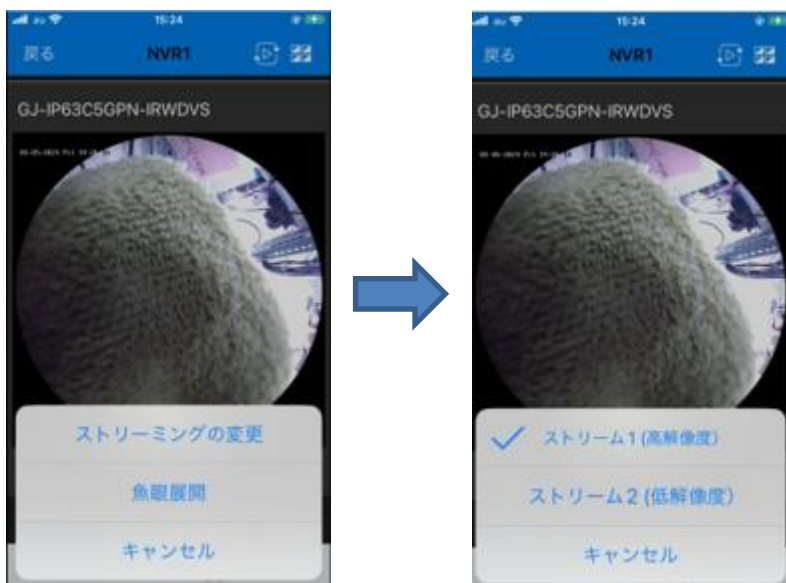 au
15:24
戻る
NVR1
GJ-IP63C5GPN-IRWDVS
ストリーミングの変更
魚眼展開
キャンセル
au
15:24
戻る
NVR1
GJ-IP63C5GPN-IRWDVS
ストリーム1(高解像度)
ストリーム2(低解像度)
キャンセル